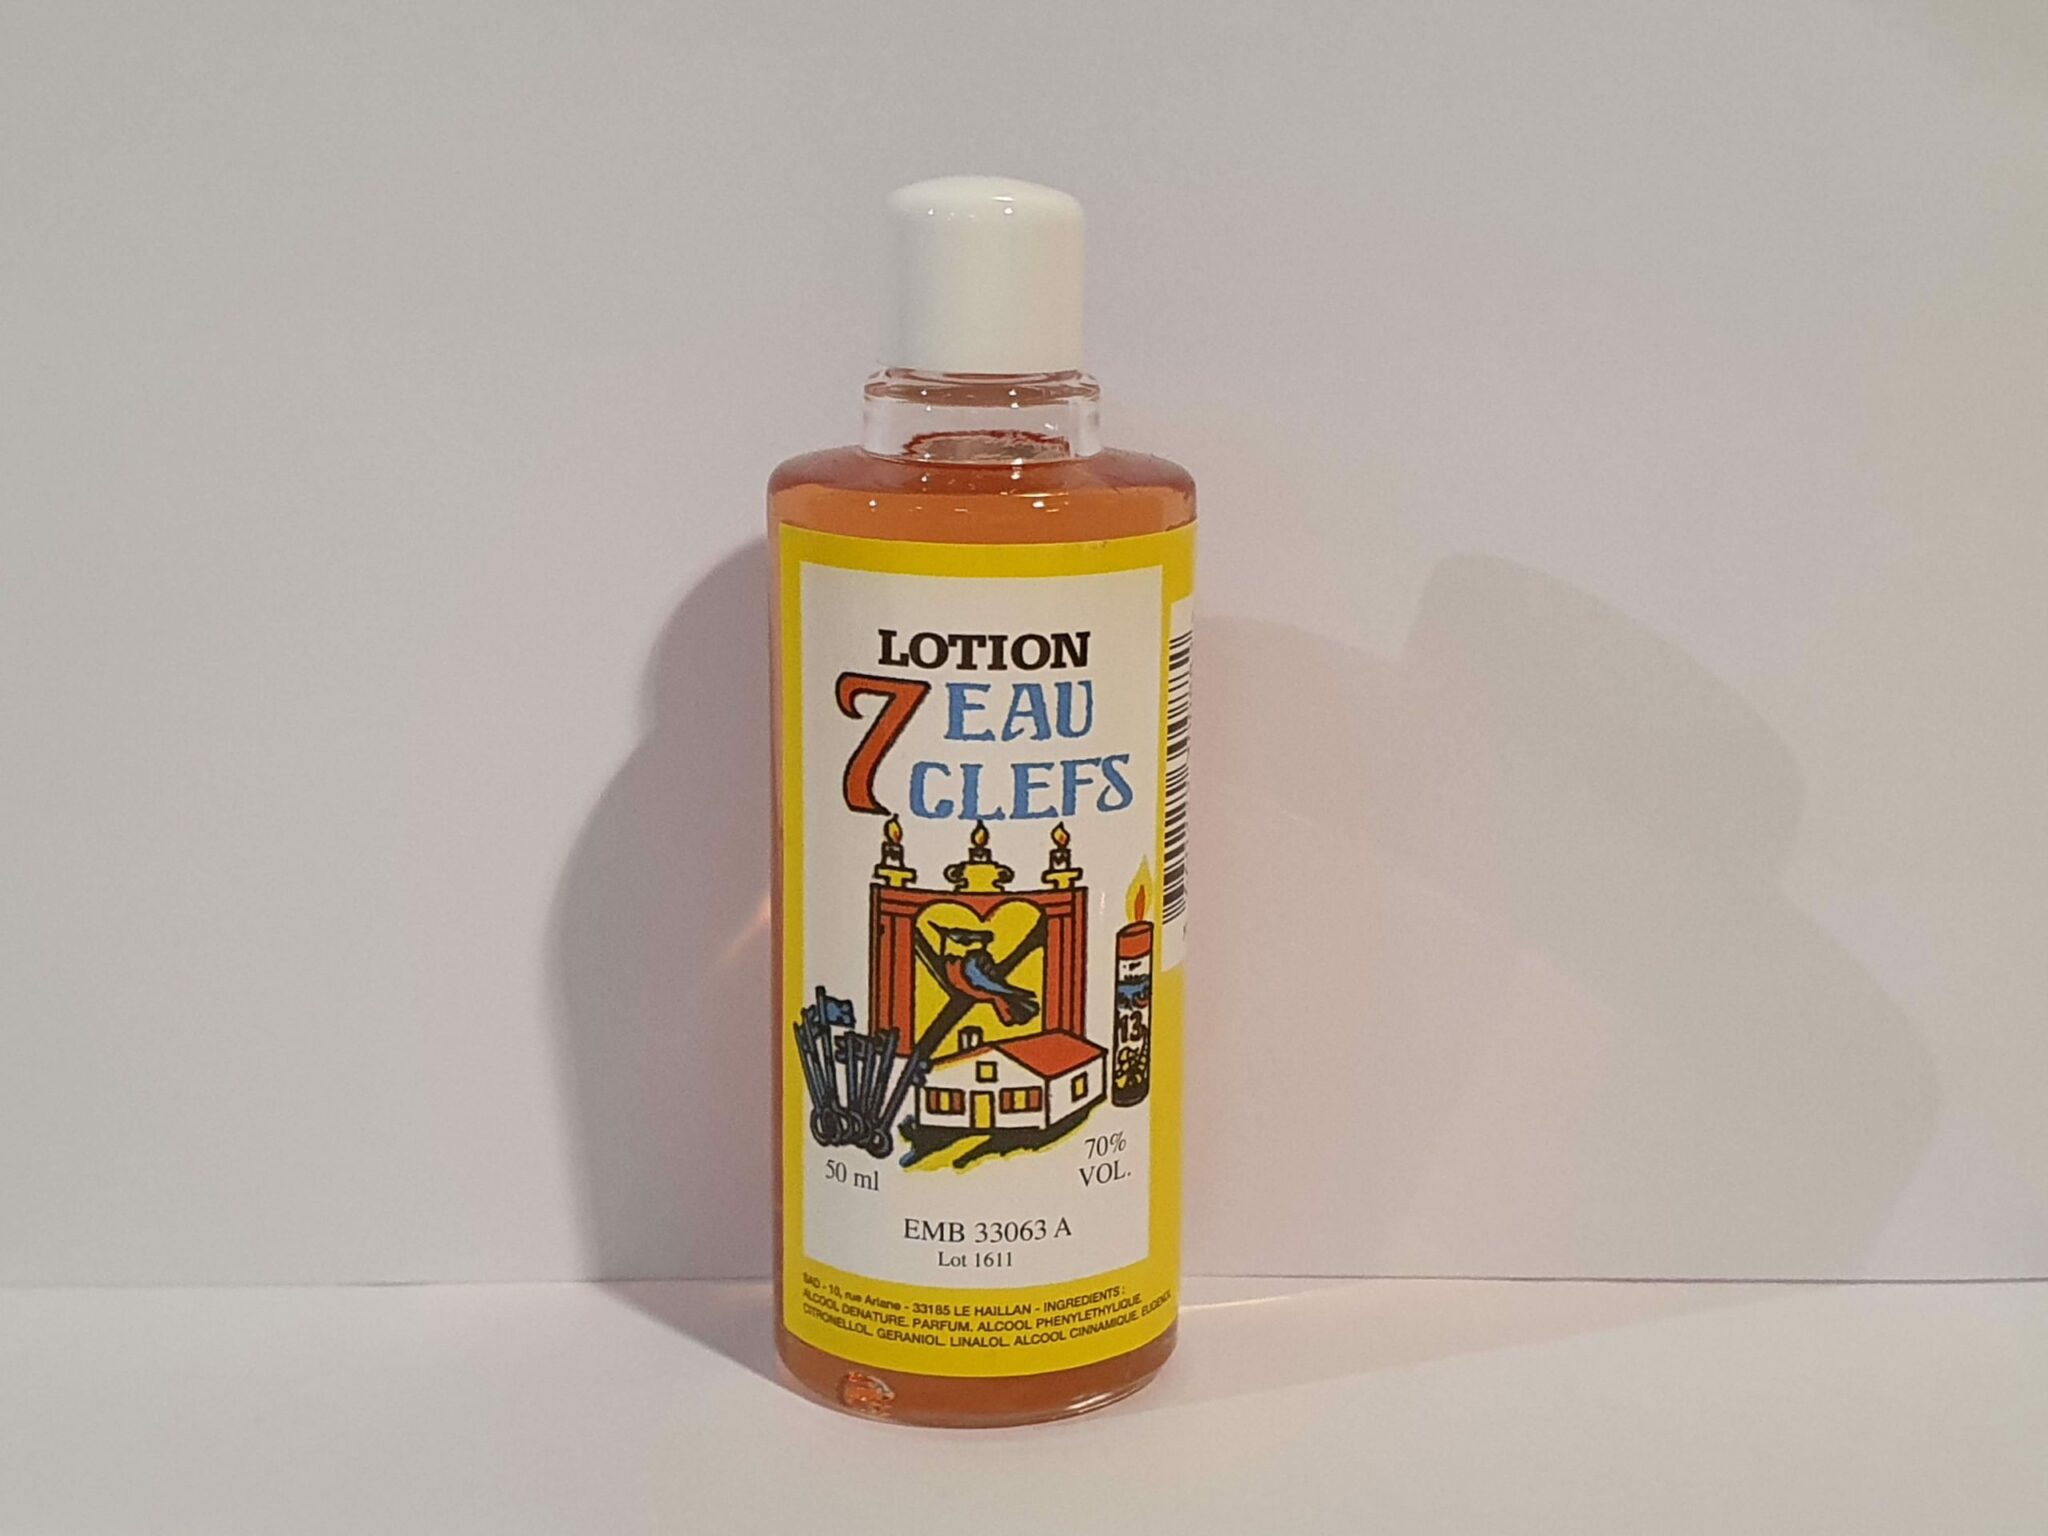 LOTION
7 EAU
CLEFS
13
50 ml
70%
VOL.
EMB 33063 A
Lot 1611
SAD - 10, rue Ariane - 33185 LE HAILLAN - INGREDIENTS :
ALCOOL DENATURE, PARFUM, ALCOOL PHENYLETHYLIQUE,
CITRONELLOL, GERANIOL, LINALOL, ALCOOL CINNAMIQUE, EUGENOL